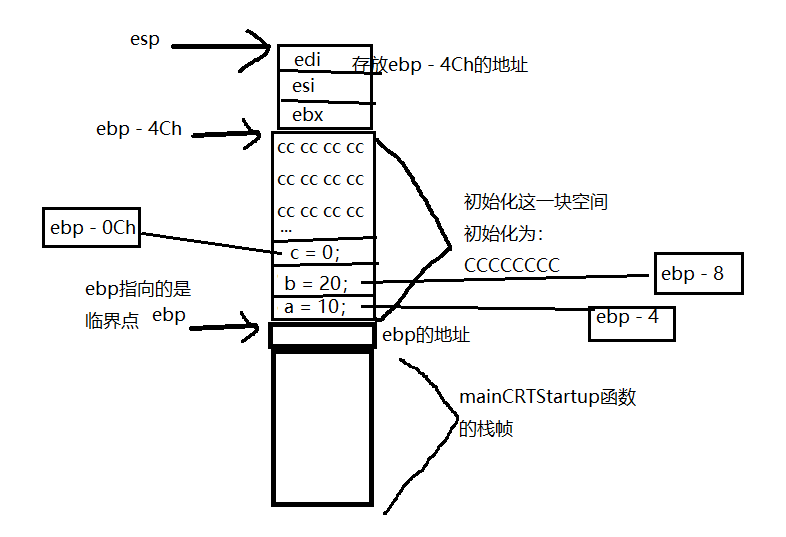 esp
edi
存放ebp - 4Ch的地址
esi
ebx
ebp - 4Ch
cc cc cc cc
cc cc cc cc
cc cc cc cc
...
初始化这一块空间
初始化为：
CCCCCCCC
ebp - 0Ch
c = 0;
b = 20;
ebp - 8
a = 10;
ebp - 4
ebp指向的是
临界点
ebp
ebp的地址
mainCRTStartup函数
的栈帧